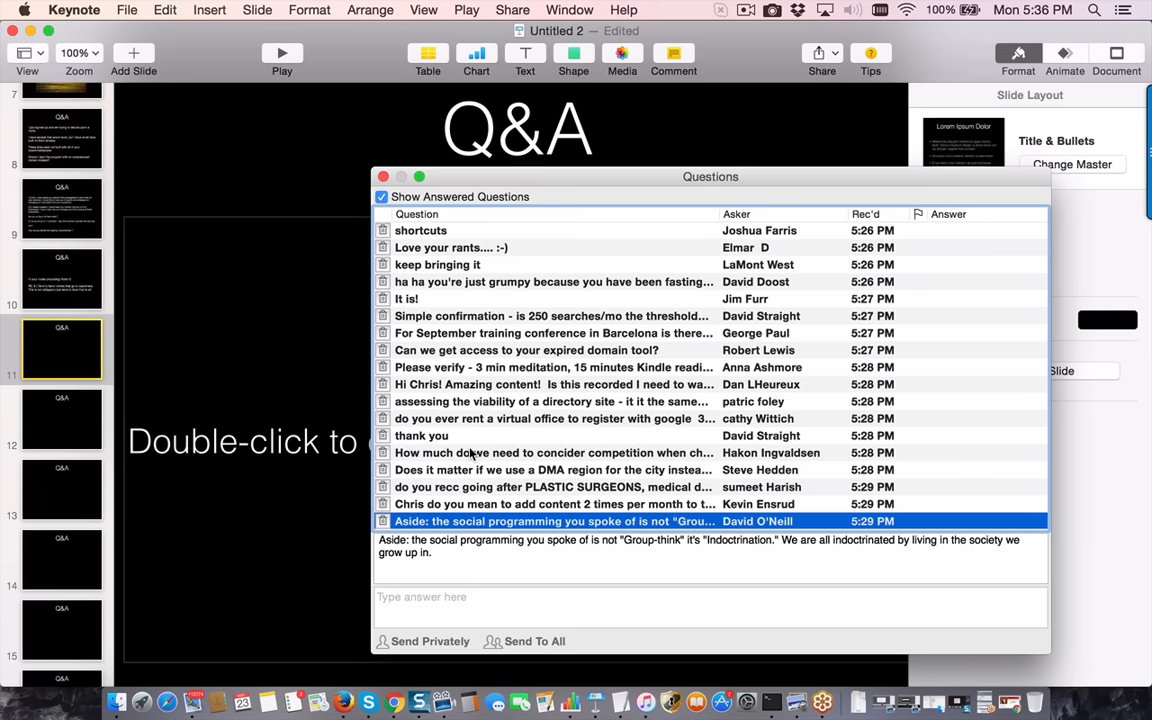 Keynote File Edit Insert Slide Format Arrange View Play Share Window Help 100% Mon 5:36 PM
Untitled 2 — Edited
100%
View Zoom Add Slide Play Table Chart Text Shape Media Comment Share Tips Format Animate Document
Slide Layout
Lorem Ipsum Dolor
Title & Bullets
Change Master
Slide
7
Q&A
8
Q&A
9
Q&A
10
Q&A
11
Q&A
12
Q&A
13
Q&A
14
Q&A
15
Q&A
Q&A
Q&A
Double-click to
Questions
Show Answered Questions
Question Asker Rec'd Answer
shortcuts Joshua Farris 5:26 PM
Love your rants.... :-) Elmar D 5:26 PM
keep bringing it LaMont West 5:26 PM
ha ha you're just grumpy because you have been fasting... David Doost 5:26 PM
It is! Jim Furr 5:27 PM
Simple confirmation - is 250 searches/mo the threshold... David Straight 5:27 PM
For September training conference in Barcelona is there... George Paul 5:27 PM
Can we get access to your expired domain tool? Robert Lewis 5:27 PM
Please verify - 3 min meditation, 15 minutes Kindle readi... Anna Ashmore 5:28 PM
Hi Chris! Amazing content! Is this recorded I need to wa... Dan LHeureux 5:28 PM
assessing the viability of a directory site - it it the same... patric foley 5:28 PM
do you ever rent a virtual office to register with google 3... cathy Wittich 5:28 PM
thank you David Straight 5:28 PM
How much do we need to concider competition when ch... Hakon Ingvaldsen 5:28 PM
Does it matter if we use a DMA region for the city instea... Steve Hedden 5:28 PM
do you recc going after PLASTIC SURGEONS, medical d... sumeet Harish 5:29 PM
Chris do you mean to add content 2 times per month to t... Kevin Ensrud 5:29 PM
Aside: the social programming you spoke of is not "Grou... David O'Neill 5:29 PM
Aside: the social programming you spoke of is not "Group-think" it's "Indoctrination." We are all indoctrinated by living in the society we
grow up in.
Type answer here
Send Privately Send To All
23